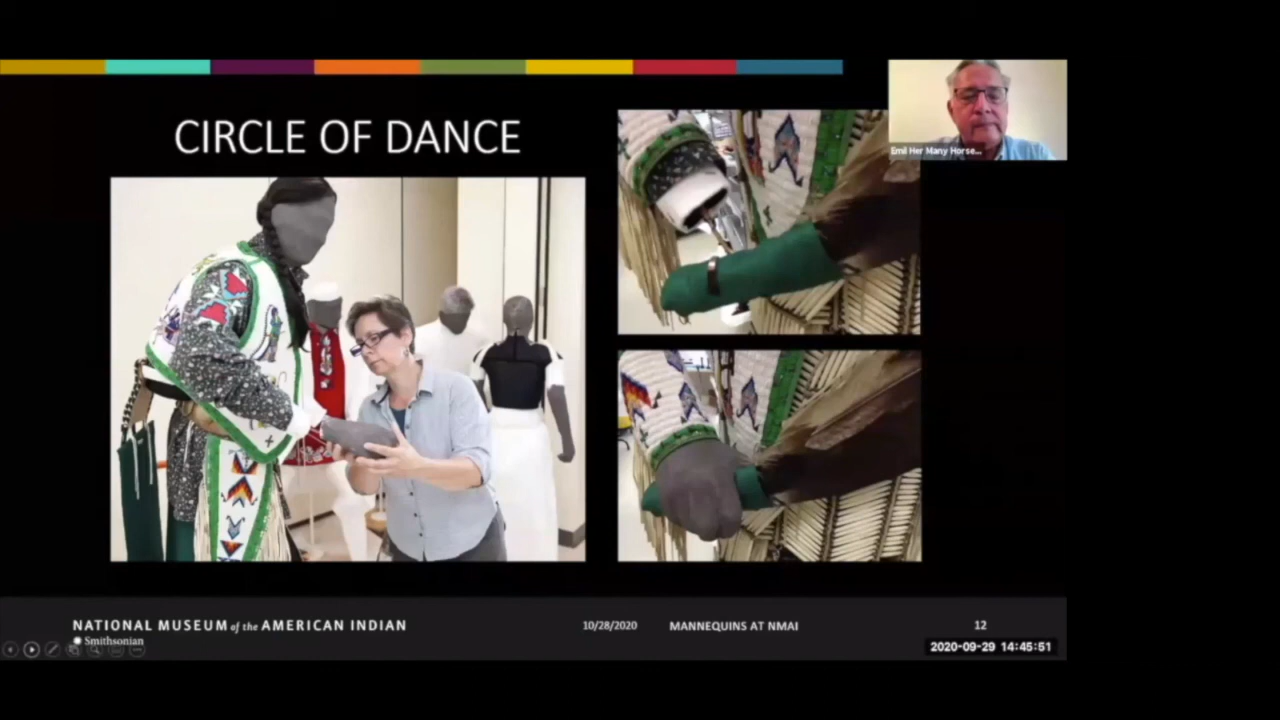 CIRCLE OF DANCE
Emil Her Many Horse...
NATIONAL MUSEUM of the AMERICAN INDIAN
Smithsonian
10/28/2020
MANNEQUINS AT NMAI
12
2020-09-29 14:45:51